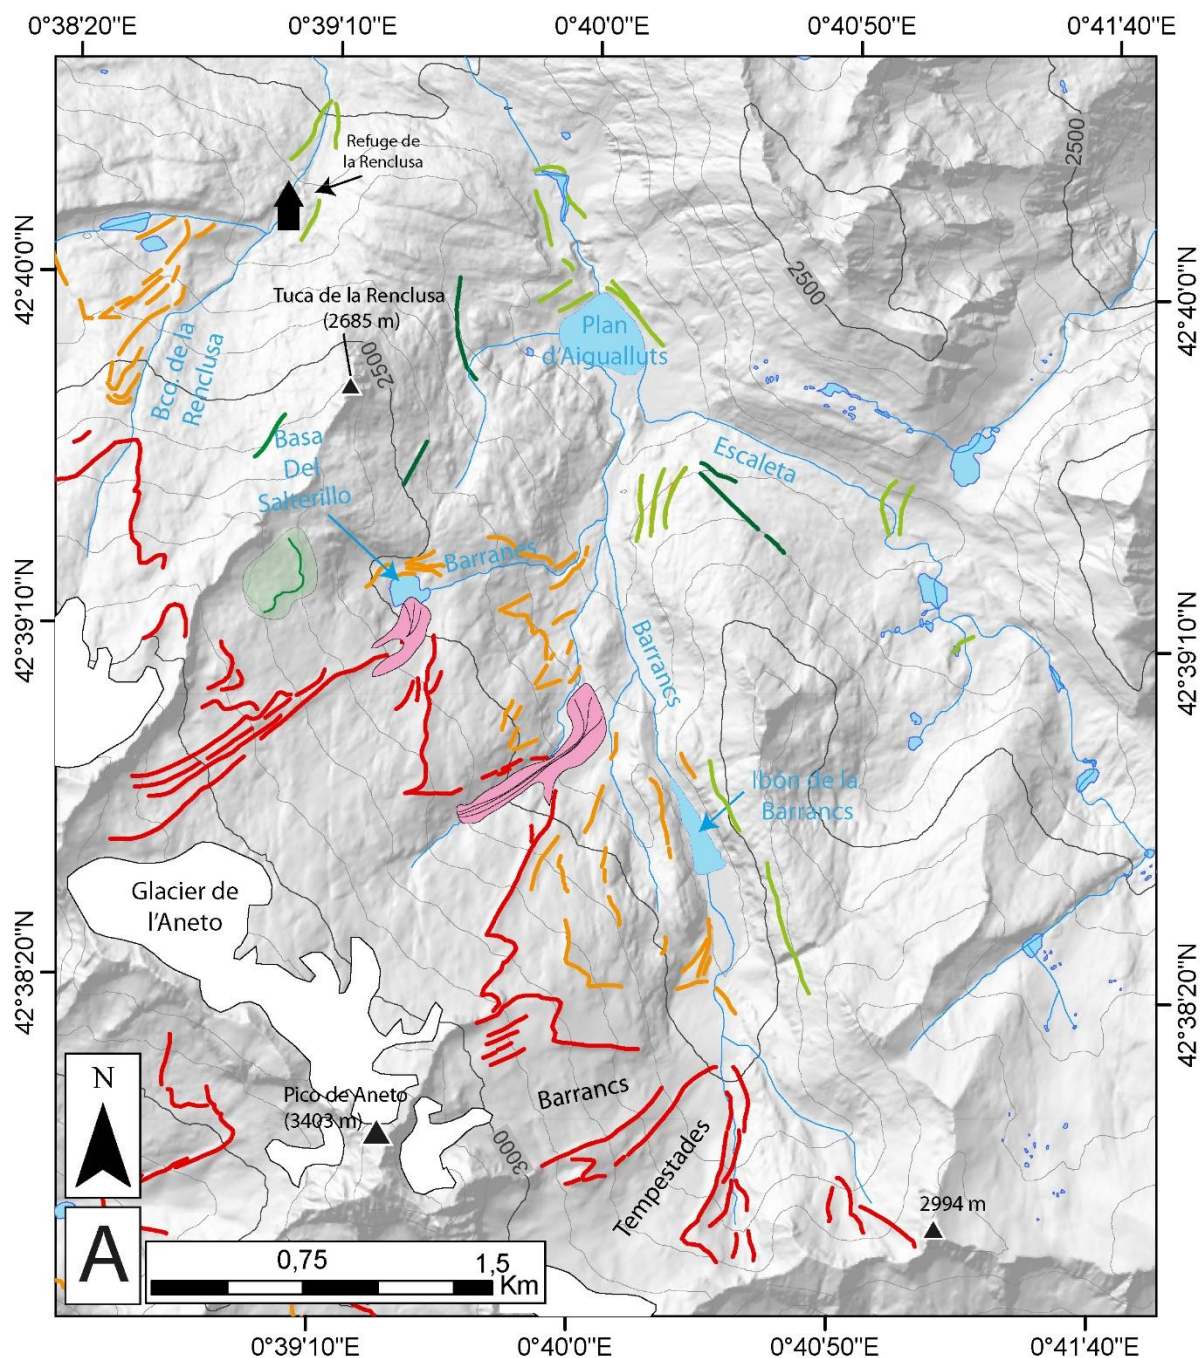 0°38'20"E
0°39'10"E
0°40'0"E
0°40'50"E
0°41'40"E
2500
Refuge de
la Renclusa
42°40'0"N
42°40'0"N
2500
Tuca de la Renclusa
(2685 m)
Plan
d'Aigualluts
2500
Bco. de la
Renclusa
Basa
Del
Salterillo
Escaleta
Barrancs
42°39'10"N
42°39'10"N
Barrancs
Ibón de la
Barrancs
Glacier de
l'Aneto
42°38'20"N
42°38'20"N
N
Pico de Aneto
(3403 m)
Barrancs
3000
Tempestades
2994 m
A
0,75
1,5
Km
0°39'10"E
0°40'0"E
0°40'50"E
0°41'40"E